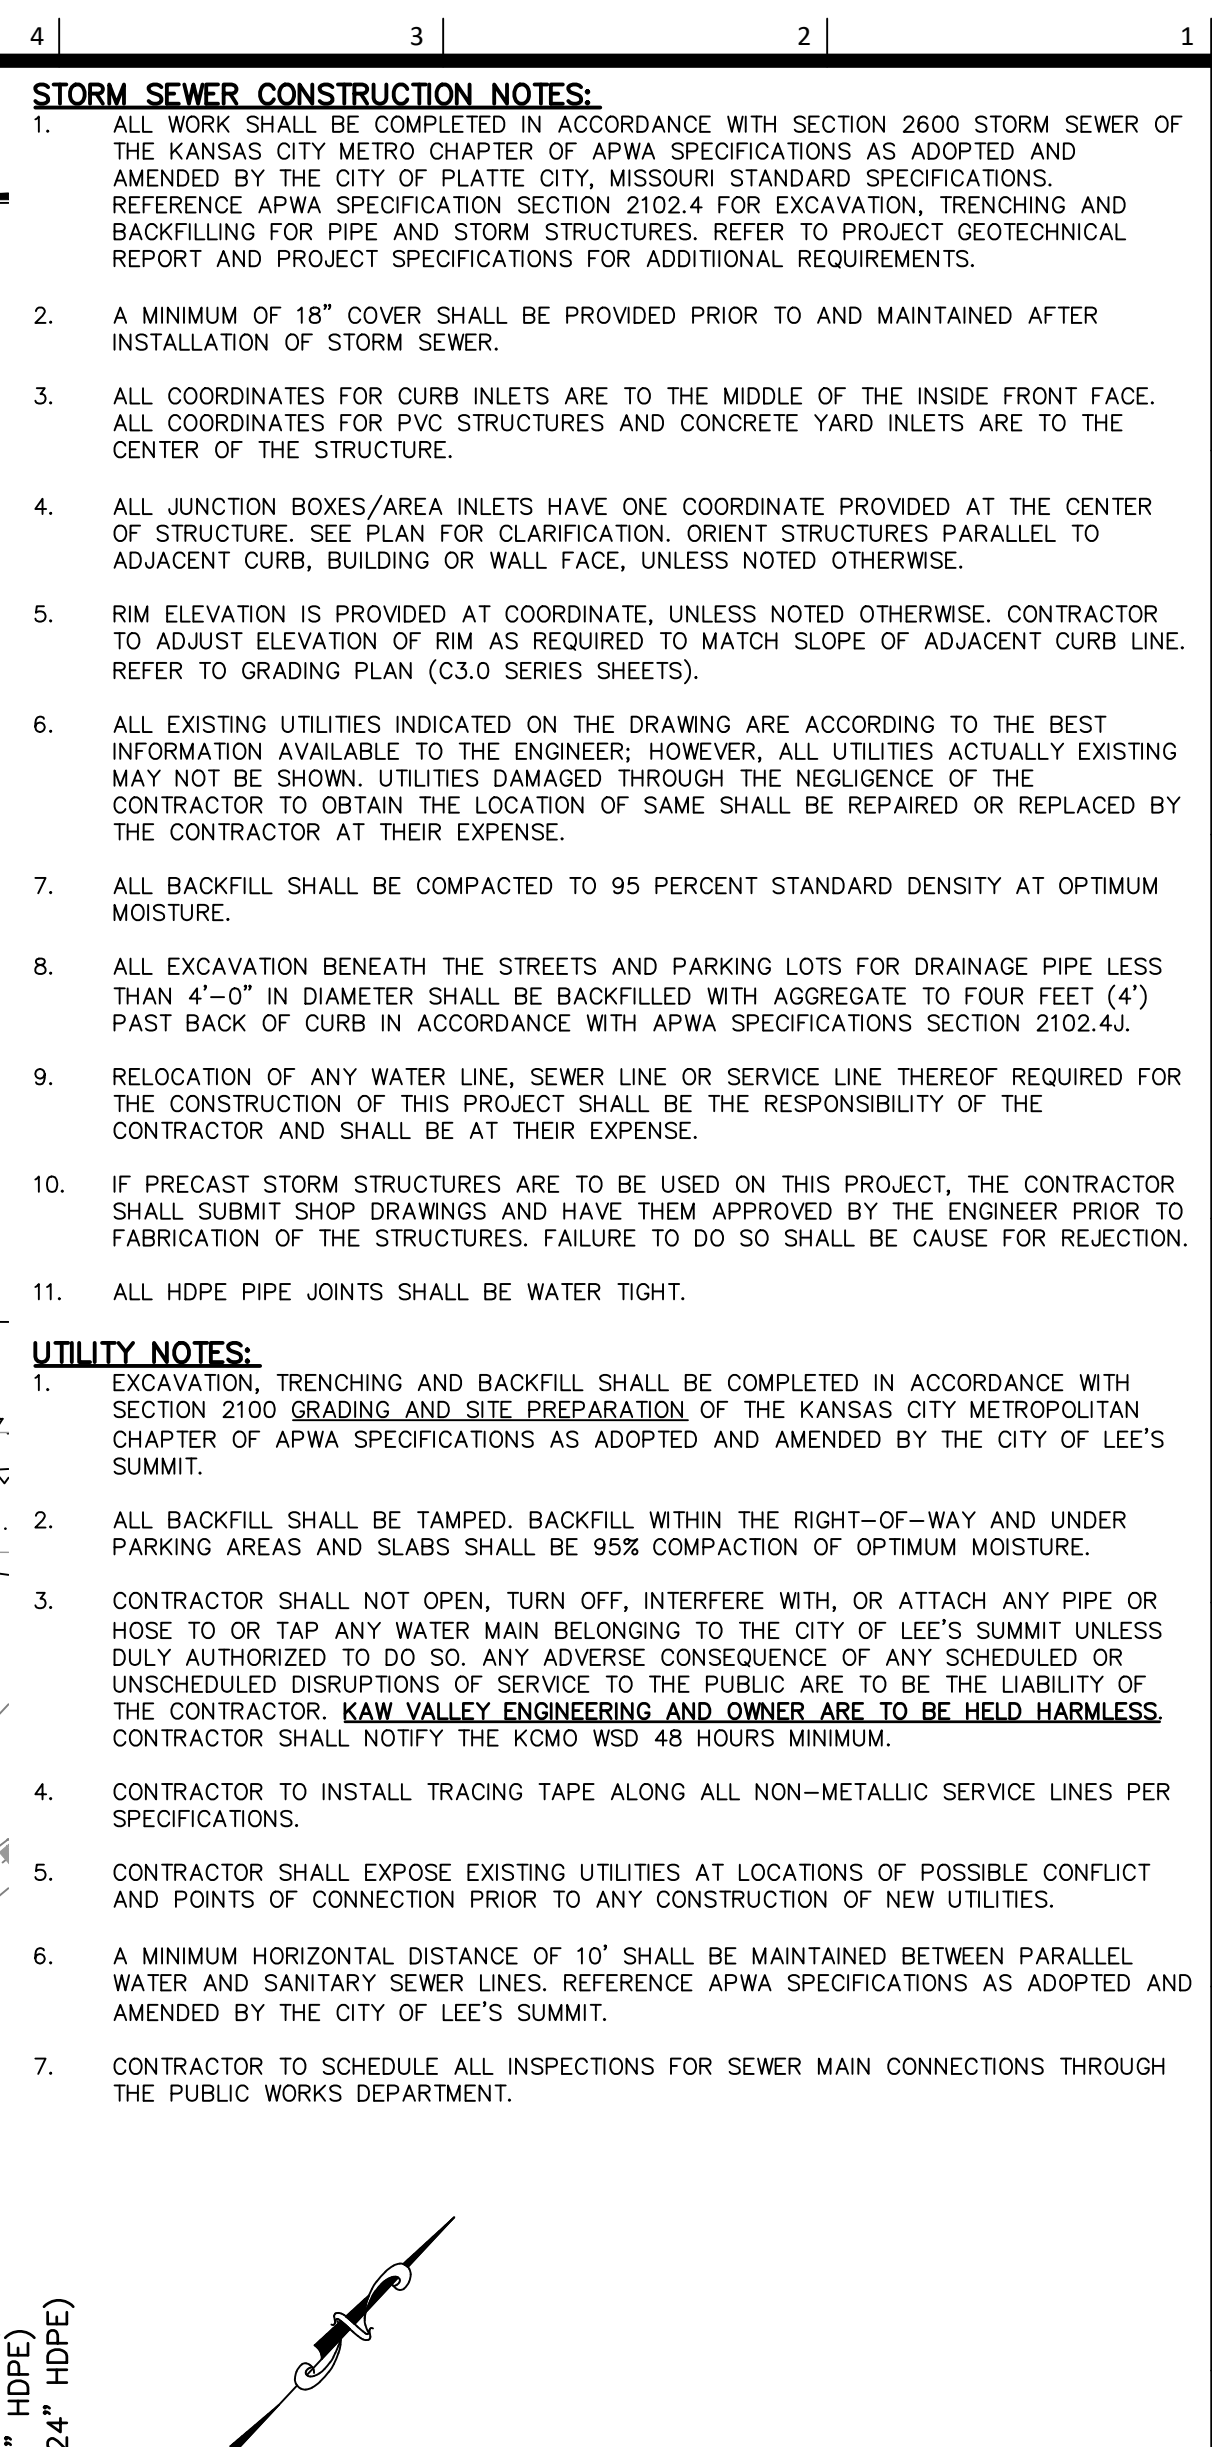 4 3 2 1
STORM SEWER CONSTRUCTION NOTES:
1. ALL WORK SHALL BE COMPLETED IN ACCORDANCE WITH SECTION 2600 STORM SEWER OF
THE KANSAS CITY METRO CHAPTER OF APWA SPECIFICATIONS AS ADOPTED AND
AMENDED BY THE CITY OF PLATTE CITY, MISSOURI STANDARD SPECIFICATIONS.
REFERENCE APWA SPECIFICATION SECTION 2102.4 FOR EXCAVATION, TRENCHING AND
BACKFILLING FOR PIPE AND STORM STRUCTURES. REFER TO PROJECT GEOTECHNICAL
REPORT AND PROJECT SPECIFICATIONS FOR ADDITIIONAL REQUIREMENTS.
2. A MINIMUM OF 18” COVER SHALL BE PROVIDED PRIOR TO AND MAINTAINED AFTER
INSTALLATION OF STORM SEWER.
3. ALL COORDINATES FOR CURB INLETS ARE TO THE MIDDLE OF THE INSIDE FRONT FACE.
ALL COORDINATES FOR PVC STRUCTURES AND CONCRETE YARD INLETS ARE TO THE
CENTER OF THE STRUCTURE.
4. ALL JUNCTION BOXES/AREA INLETS HAVE ONE COORDINATE PROVIDED AT THE CENTER
OF STRUCTURE. SEE PLAN FOR CLARIFICATION. ORIENT STRUCTURES PARALLEL TO
ADJACENT CURB, BUILDING OR WALL FACE, UNLESS NOTED OTHERWISE.
5. RIM ELEVATION IS PROVIDED AT COORDINATE, UNLESS NOTED OTHERWISE. CONTRACTOR
TO ADJUST ELEVATION OF RIM AS REQUIRED TO MATCH SLOPE OF ADJACENT CURB LINE.
REFER TO GRADING PLAN (C3.0 SERIES SHEETS).
6. ALL EXISTING UTILITIES INDICATED ON THE DRAWING ARE ACCORDING TO THE BEST
INFORMATION AVAILABLE TO THE ENGINEER; HOWEVER, ALL UTILITIES ACTUALLY EXISTING
MAY NOT BE SHOWN. UTILITIES DAMAGED THROUGH THE NEGLIGENCE OF THE
CONTRACTOR TO OBTAIN THE LOCATION OF SAME SHALL BE REPAIRED OR REPLACED BY
THE CONTRACTOR AT THEIR EXPENSE.
7. ALL BACKFILL SHALL BE COMPACTED TO 95 PERCENT STANDARD DENSITY AT OPTIMUM
MOISTURE.
8. ALL EXCAVATION BENEATH THE STREETS AND PARKING LOTS FOR DRAINAGE PIPE LESS
THAN 4’–0” IN DIAMETER SHALL BE BACKFILLED WITH AGGREGATE TO FOUR FEET (4’)
PAST BACK OF CURB IN ACCORDANCE WITH APWA SPECIFICATIONS SECTION 2102.4J.
9. RELOCATION OF ANY WATER LINE, SEWER LINE OR SERVICE LINE THEREOF REQUIRED FOR
THE CONSTRUCTION OF THIS PROJECT SHALL BE THE RESPONSIBILITY OF THE
CONTRACTOR AND SHALL BE AT THEIR EXPENSE.
10. IF PRECAST STORM STRUCTURES ARE TO BE USED ON THIS PROJECT, THE CONTRACTOR
SHALL SUBMIT SHOP DRAWINGS AND HAVE THEM APPROVED BY THE ENGINEER PRIOR TO
FABRICATION OF THE STRUCTURES. FAILURE TO DO SO SHALL BE CAUSE FOR REJECTION.
11. ALL HDPE PIPE JOINTS SHALL BE WATER TIGHT.
UTILITY NOTES:
1. EXCAVATION, TRENCHING AND BACKFILL SHALL BE COMPLETED IN ACCORDANCE WITH
SECTION 2100 GRADING AND SITE PREPARATION OF THE KANSAS CITY METROPOLITAN
CHAPTER OF APWA SPECIFICATIONS AS ADOPTED AND AMENDED BY THE CITY OF LEE’S
SUMMIT.
2. ALL BACKFILL SHALL BE TAMPED. BACKFILL WITHIN THE RIGHT–OF–WAY AND UNDER
PARKING AREAS AND SLABS SHALL BE 95% COMPACTION OF OPTIMUM MOISTURE.
3. CONTRACTOR SHALL NOT OPEN, TURN OFF, INTERFERE WITH, OR ATTACH ANY PIPE OR
HOSE TO OR TAP ANY WATER MAIN BELONGING TO THE CITY OF LEE’S SUMMIT UNLESS
DULY AUTHORIZED TO DO SO. ANY ADVERSE CONSEQUENCE OF ANY SCHEDULED OR
UNSCHEDULED DISRUPTIONS OF SERVICE TO THE PUBLIC ARE TO BE THE LIABILITY OF
THE CONTRACTOR. KAW VALLEY ENGINEERING AND OWNER ARE TO BE HELD HARMLESS.
CONTRACTOR SHALL NOTIFY THE KCMO WSD 48 HOURS MINIMUM.
4. CONTRACTOR TO INSTALL TRACING TAPE ALONG ALL NON–METALLIC SERVICE LINES PER
SPECIFICATIONS.
5. CONTRACTOR SHALL EXPOSE EXISTING UTILITIES AT LOCATIONS OF POSSIBLE CONFLICT
AND POINTS OF CONNECTION PRIOR TO ANY CONSTRUCTION OF NEW UTILITIES.
6. A MINIMUM HORIZONTAL DISTANCE OF 10’ SHALL BE MAINTAINED BETWEEN PARALLEL
WATER AND SANITARY SEWER LINES. REFERENCE APWA SPECIFICATIONS AS ADOPTED AND
AMENDED BY THE CITY OF LEE’S SUMMIT.
7. CONTRACTOR TO SCHEDULE ALL INSPECTIONS FOR SEWER MAIN CONNECTIONS THROUGH
THE PUBLIC WORKS DEPARTMENT.
” HDPE)
24” HDPE)